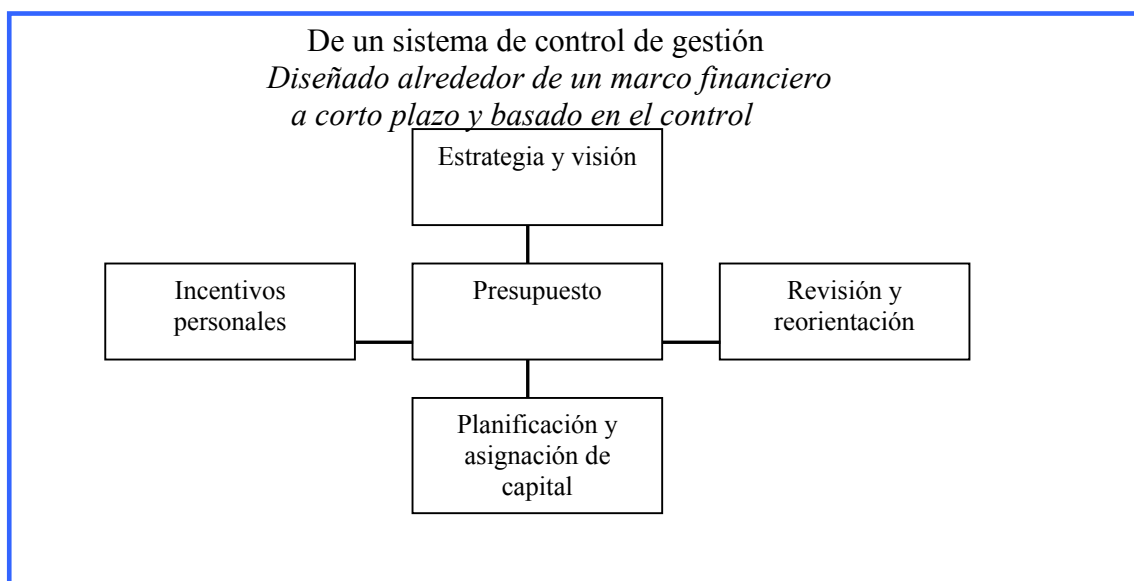 De un sistema de control de gestión
Diseñado alrededor de un marco financiero
a corto plazo y basado en el control
Estrategia y visión
Incentivos
personales
Presupuesto
Revisión y
reorientación
Planificación y
asignación de
capital